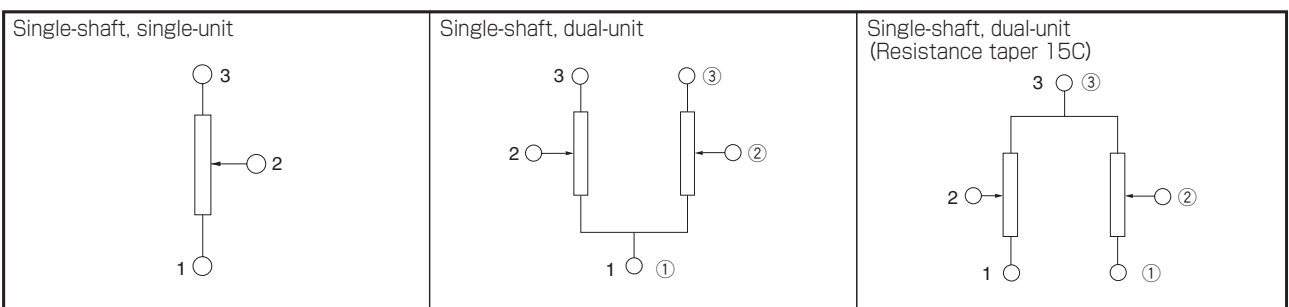 Single-shaft, single-unit
3
2
1
Single-shaft, dual-unit
3 ③
2 ②
1 ①
Single-shaft, dual-unit
(Resistance taper 15C)
3 ③
2 ②
1 ①